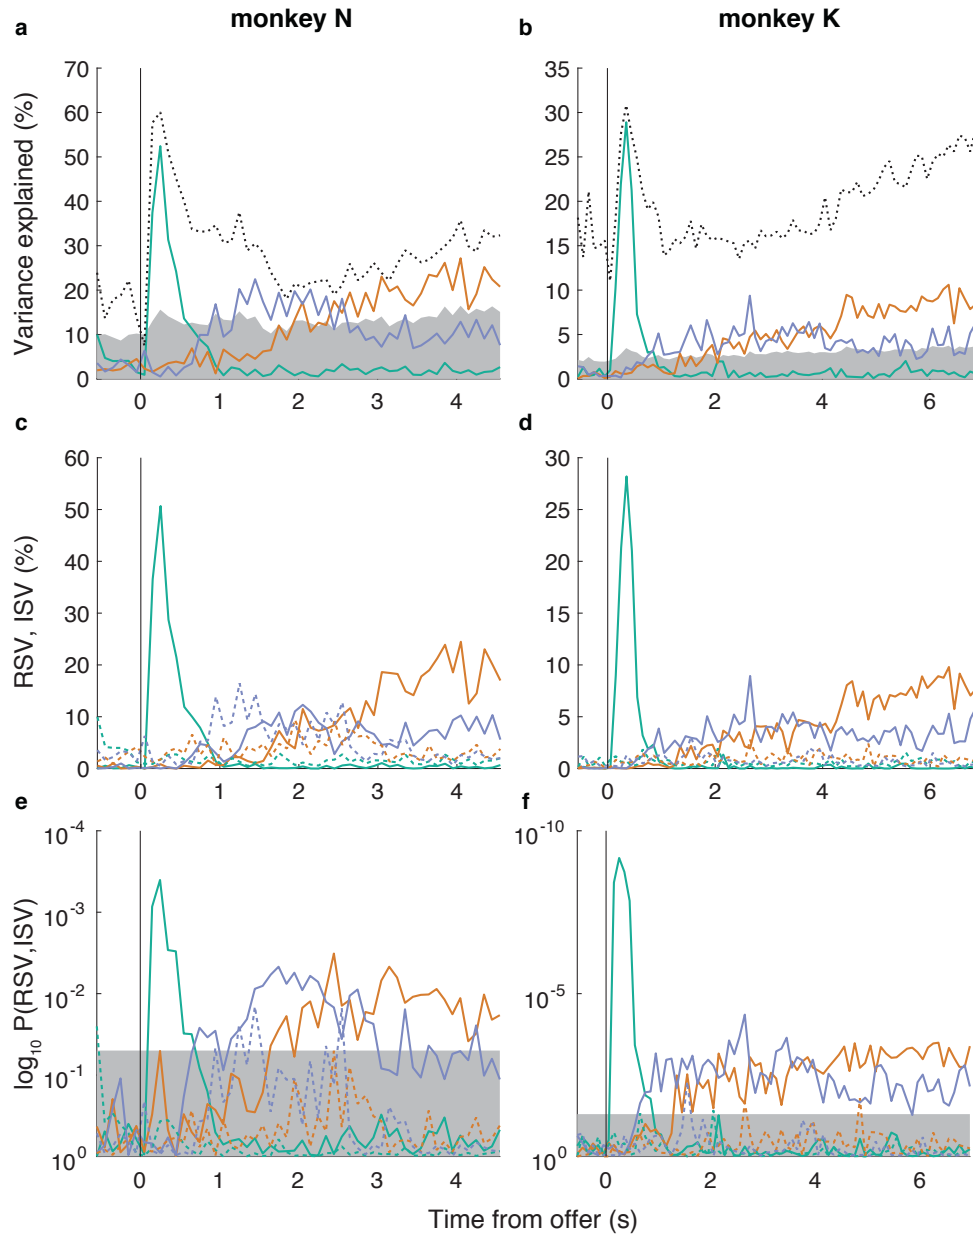 monkey N
monkey K
a
b
Variance explained (%)
70
60
50
40
30
20
10
0
35
30
25
20
15
10
5
0
0 1 2 3 4
0 2 4 6
c
d
RSV, ISV (%)
60
50
40
30
20
10
0
30
25
20
15
10
5
0
0 1 2 3 4
0 2 4 6
e
f
log10 P(RSV,ISV)
10-4
10-3
10-2
10-1
100
10-10
10-5
100
0 1 2 3 4
0 2 4 6
Time from offer (s)